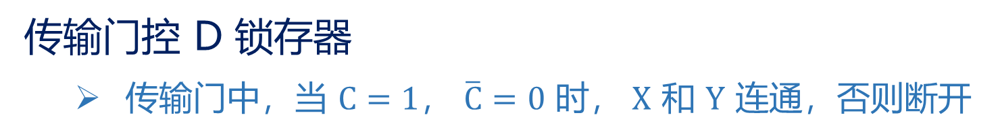 传输门控 D 锁存器
➢ 传输门中，当 C = 1， C̅ = 0 时， X 和 Y 连通，否则断开